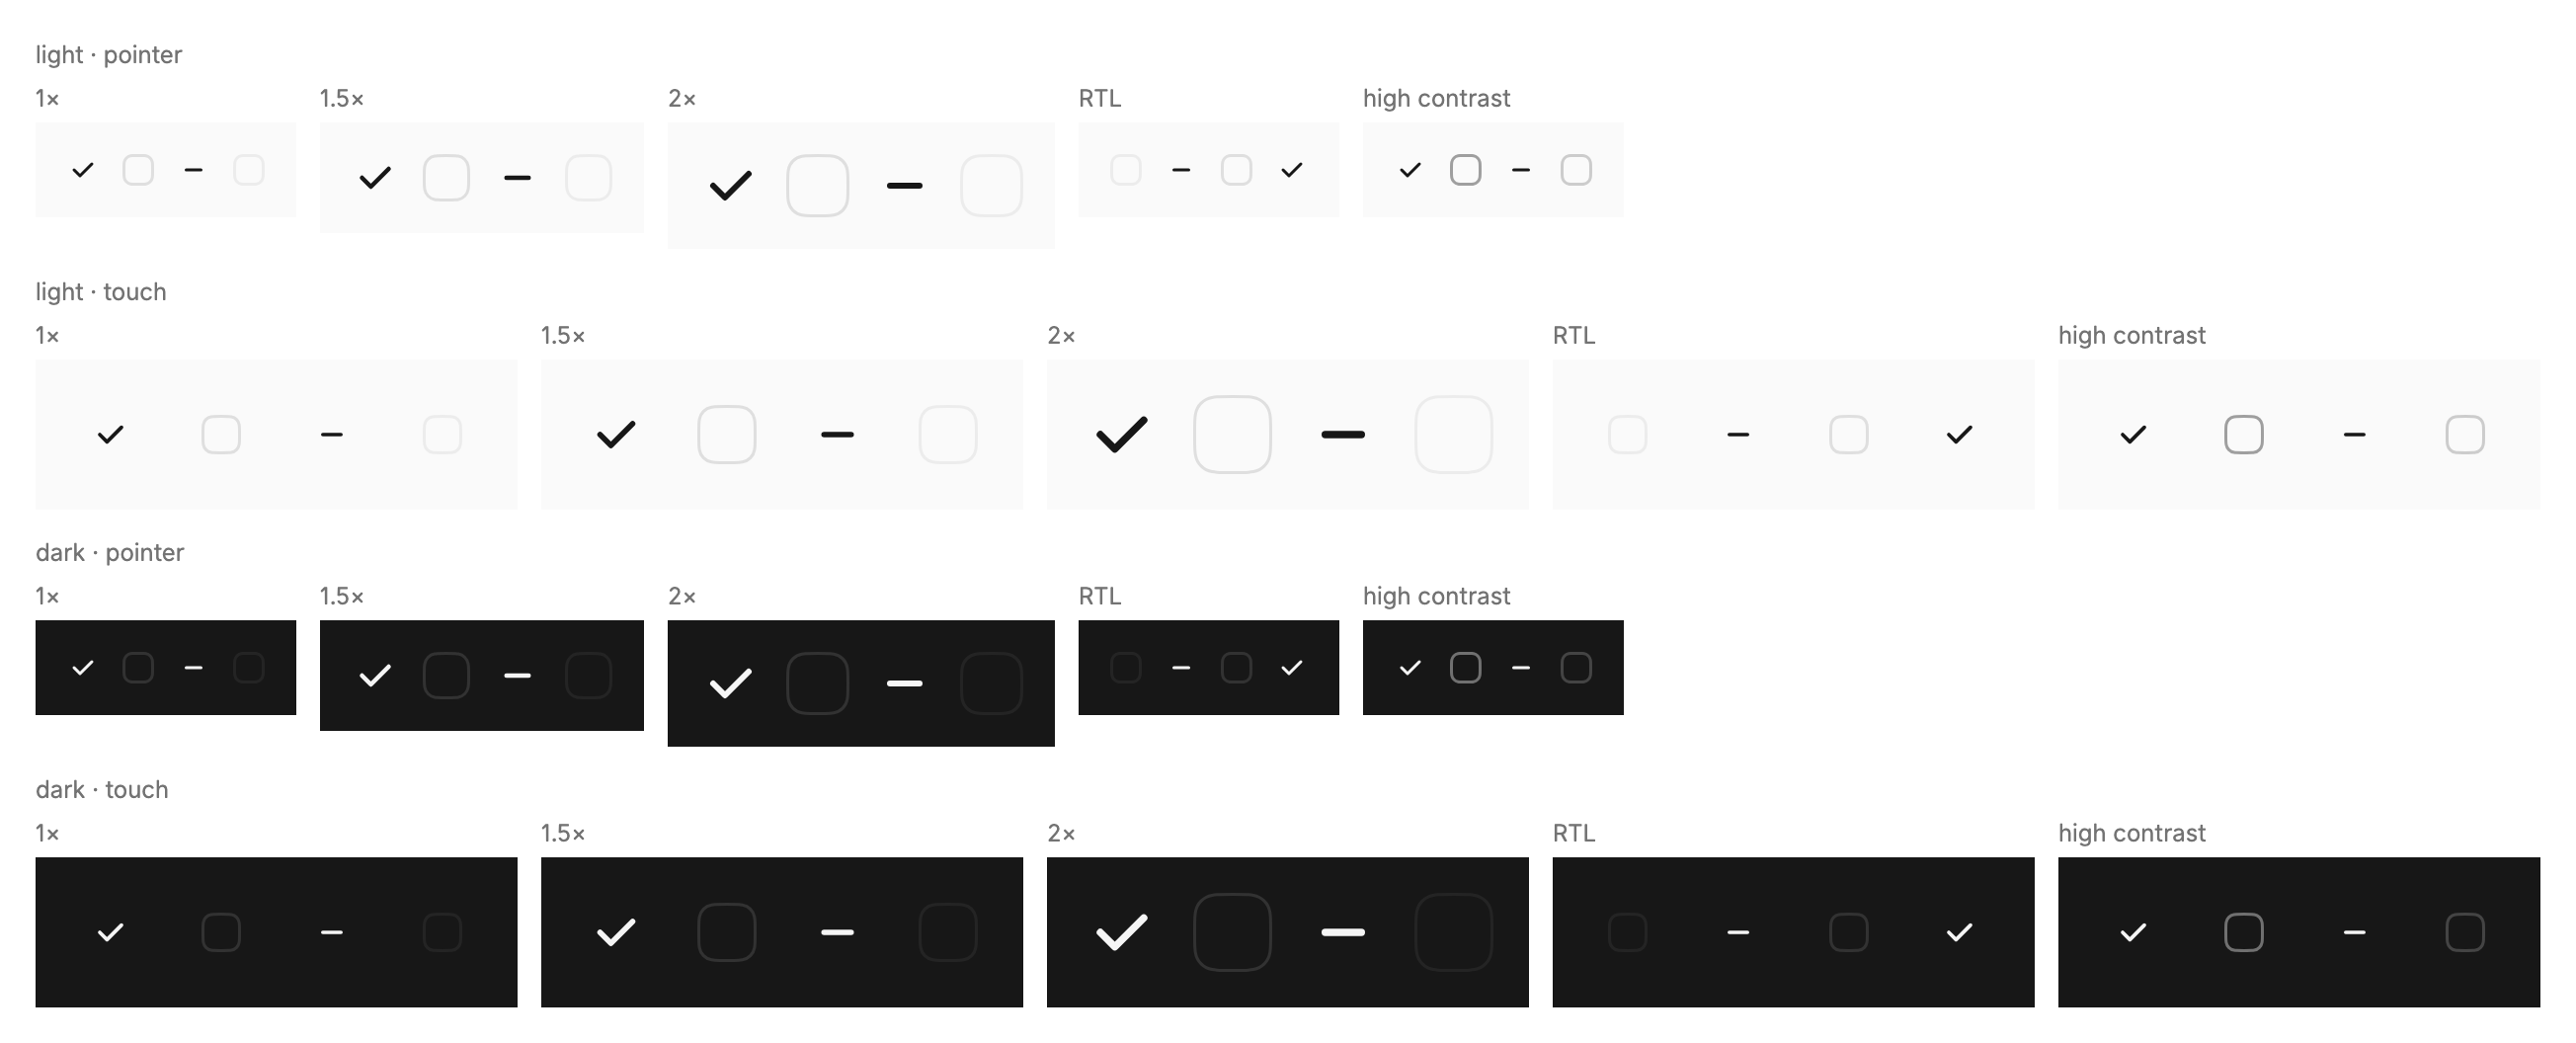 light · pointer
1× 1.5× 2× RTL high contrast
light · touch
1× 1.5× 2× RTL high contrast
dark · pointer
1× 1.5× 2× RTL high contrast
dark · touch
1× 1.5× 2× RTL high contrast